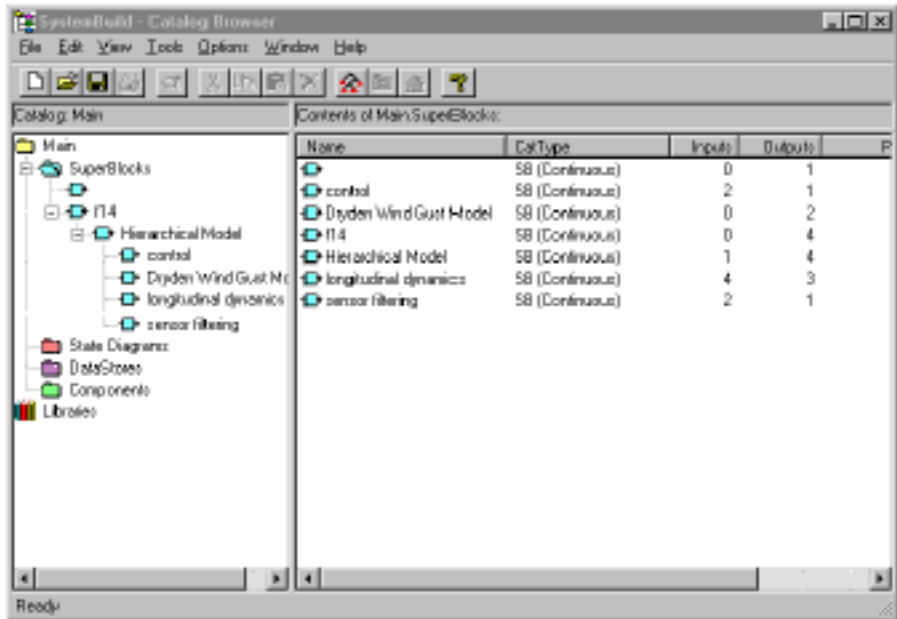 SystemBuild - Catalog Browser
File Edit View Tools Options Window Help
Catalog: Main
Contents of Main.SuperBlocks:
Main
SuperBlocks
f14
Hierarchical Model
control
Dryden Wind Gust Mo
longitudinal dynamics
sensor filtering
State Diagrams
DataStores
Components
Libraries
Name CatType Inputs Outputs P
SB (Continuous) 0 1
control SB (Continuous) 2 1
Dryden Wind Gust Model SB (Continuous) 0 2
f14 SB (Continuous) 0 4
Hierarchical Model SB (Continuous) 1 4
longitudinal dynamics SB (Continuous) 4 3
sensor filtering SB (Continuous) 2 1
Ready